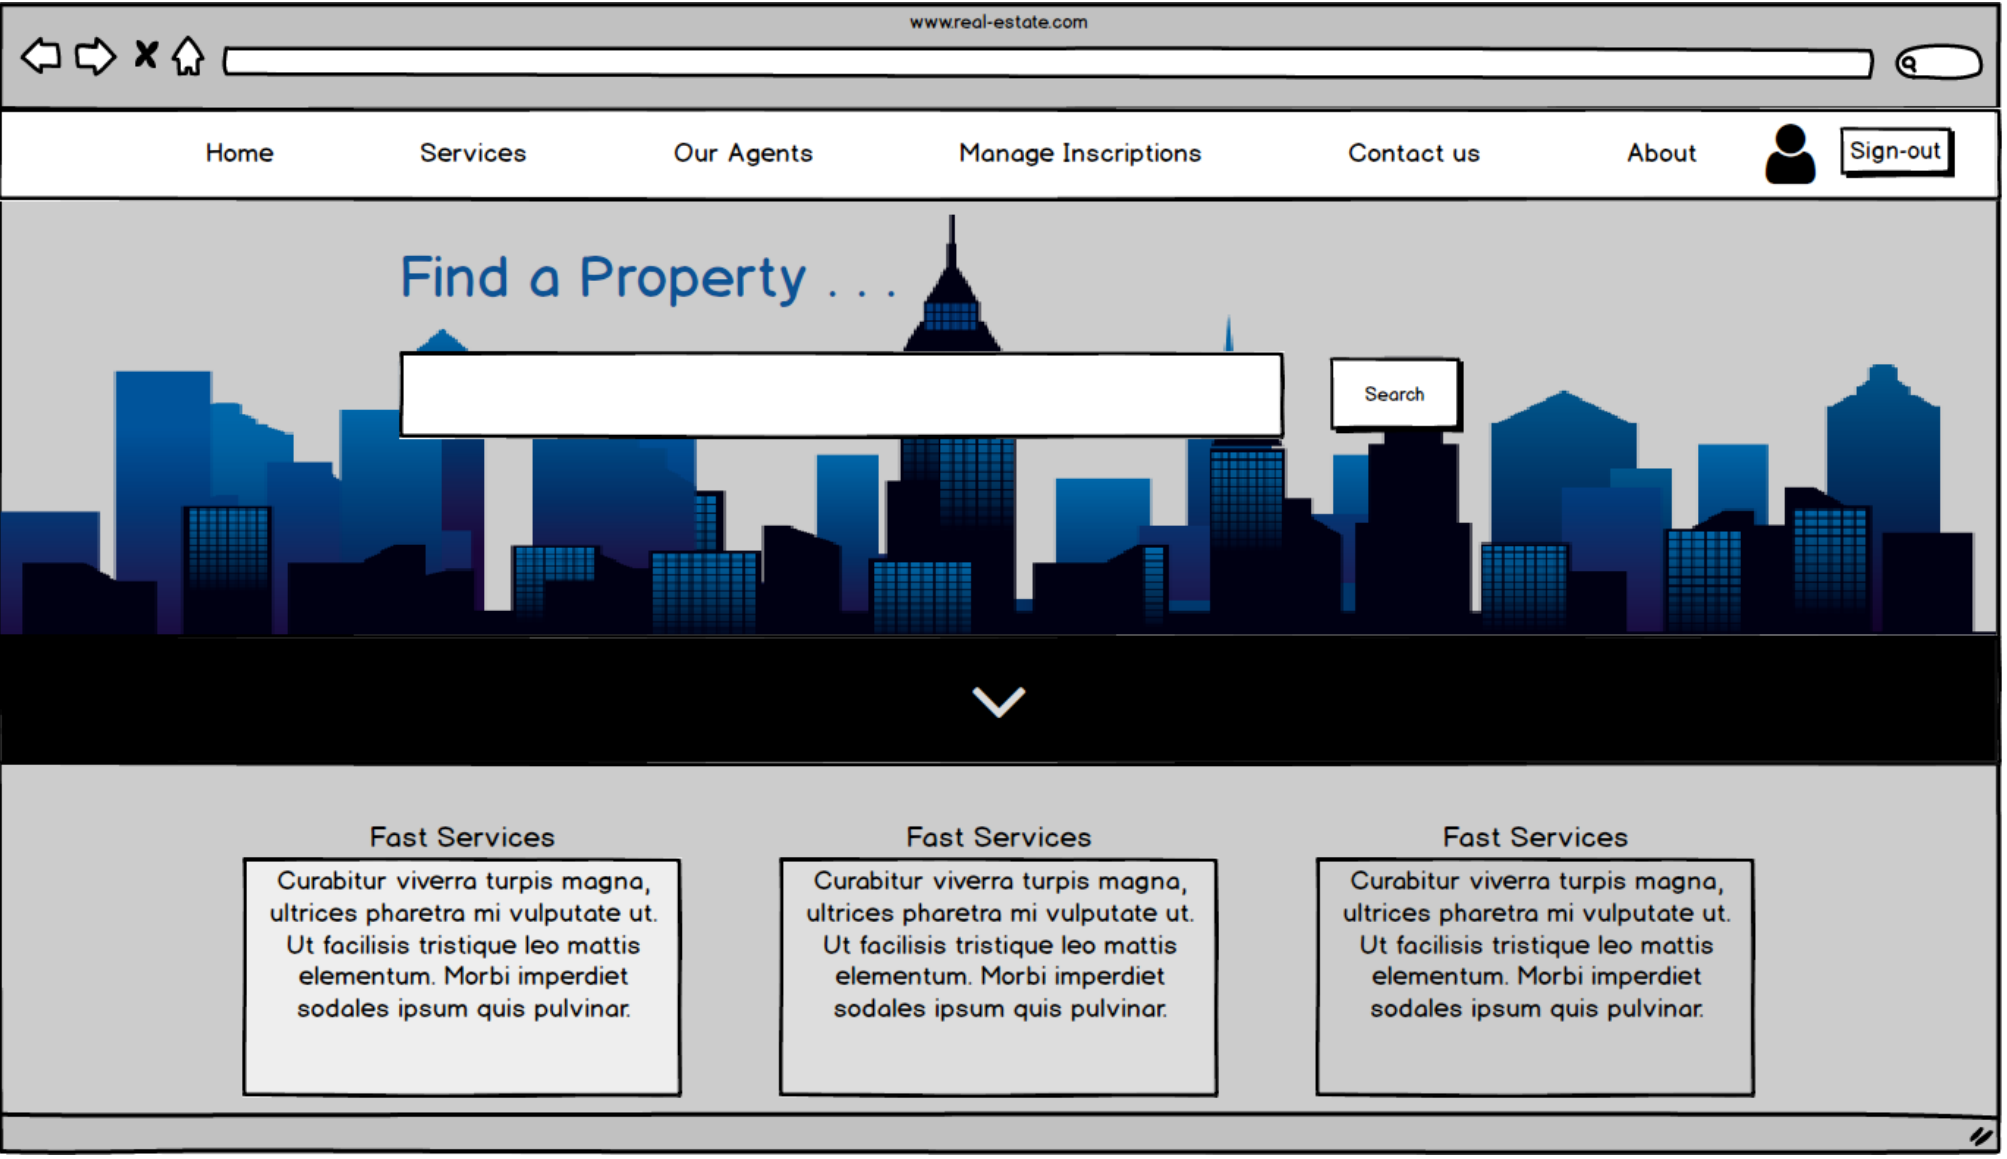 www.real-estate.com
Home Services Our Agents Manage Inscriptions Contact us About Sign-out
Find a Property . . .
Search
Fast Services
Curabitur viverra turpis magna,
ultrices pharetra mi vulputate ut.
Ut facilisis tristique leo mattis
elementum. Morbi imperdiet
sodales ipsum quis pulvinar.
Fast Services
Curabitur viverra turpis magna,
ultrices pharetra mi vulputate ut.
Ut facilisis tristique leo mattis
elementum. Morbi imperdiet
sodales ipsum quis pulvinar.
Fast Services
Curabitur viverra turpis magna,
ultrices pharetra mi vulputate ut.
Ut facilisis tristique leo mattis
elementum. Morbi imperdiet
sodales ipsum quis pulvinar.